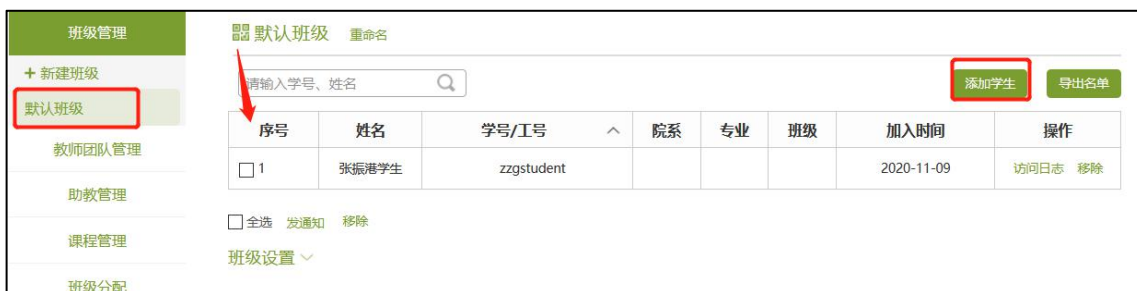 班级管理
+ 新建班级
默认班级
教师团队管理
助教管理
课程管理
班级分配
默认班级 重命名
请输入学号、姓名
添加学生 导出名单
序号 姓名 学号/工号 院系 专业 班级 加入时间 操作
1 张振港学生 zzgstudent 2020-11-09 访问日志 移除
全选 发通知 移除
班级设置